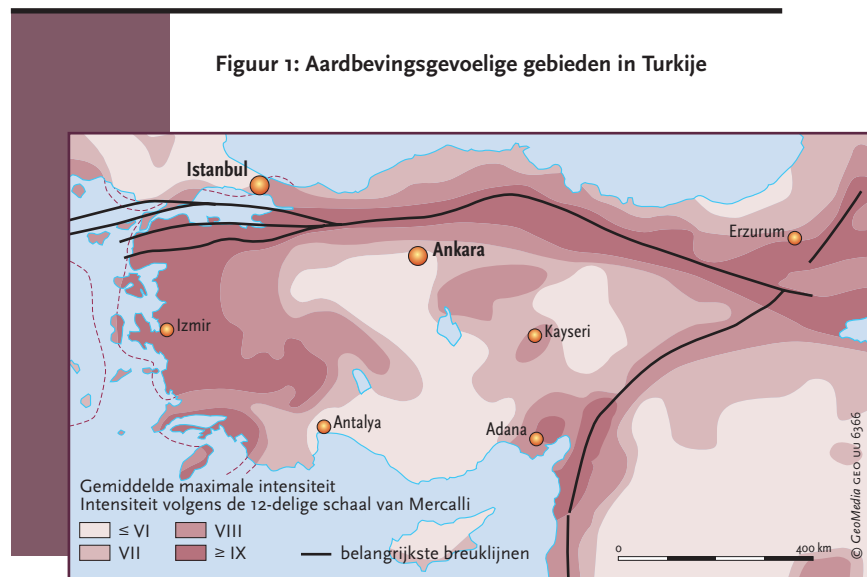 Figuur 1: Aardbevingsgevoelige gebieden in Turkije
Istanbul
Erzurum
Ankara
Izmir
Kayseri
Antalya
Adana
Gemiddelde maximale intensiteit
Intensiteit volgens de 12-delige schaal van Mercalli
≤ VI
VIII
VII
≥ IX
belangrijkste breuklijnen
0
400 km
© GeoMedia GEO UU 6366